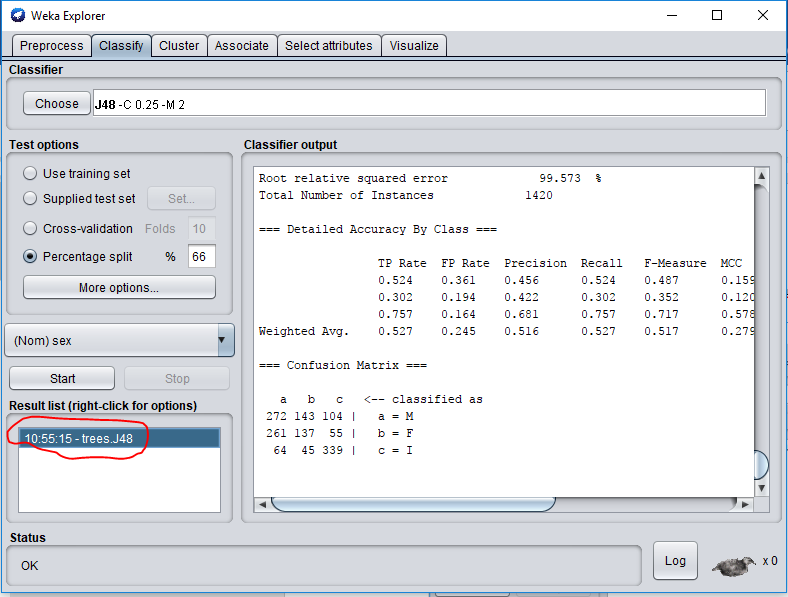 Weka Explorer
Preprocess Classify Cluster Associate Select attributes Visualize
Classifier
Choose J48 -C 0.25 -M 2
Test options
Use training set
Supplied test set Set...
Cross-validation Folds 10
Percentage split % 66
More options...
(Nom) sex
Start Stop
Result list (right-click for options)
10:55:15 - trees.J48
Classifier output
Root relative squared error 99.573 %
Total Number of Instances 1420
=== Detailed Accuracy By Class ===
TP Rate FP Rate Precision Recall F-Measure MCC
0.524 0.361 0.456 0.524 0.487 0.159
0.302 0.194 0.422 0.302 0.352 0.120
0.757 0.164 0.681 0.757 0.717 0.578
Weighted Avg. 0.527 0.245 0.516 0.527 0.517 0.279
=== Confusion Matrix ===
a b c <-- classified as
272 143 104 | a = M
261 137 55 | b = F
64 45 339 | c = I
Status
OK
Log
x 0